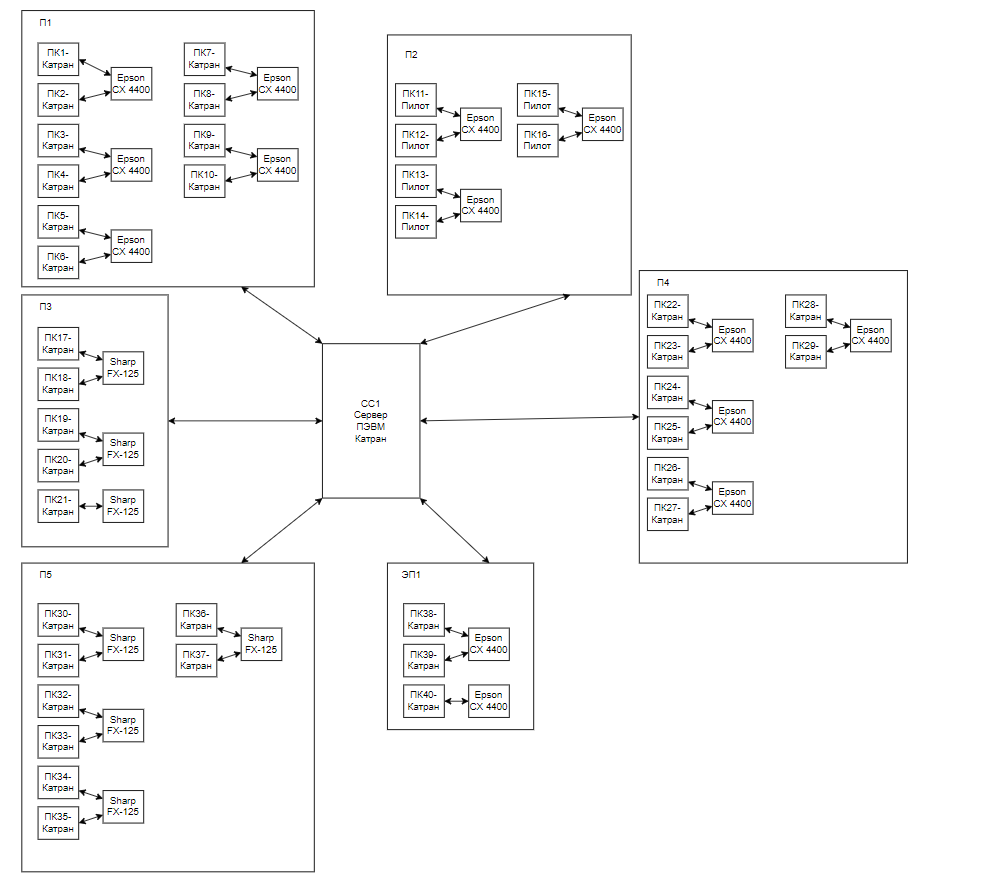 П1
ПК1-
Катран
ПК2-
Катран
Epson
CX 4400
ПК3-
Катран
ПК4-
Катран
Epson
CX 4400
ПК5-
Катран
ПК6-
Катран
Epson
CX 4400
ПК7-
Катран
ПК8-
Катран
Epson
CX 4400
ПК9-
Катран
ПК10-
Катран
Epson
CX 4400
П2
ПК11-
Пилот
ПК12-
Пилот
Epson
CX 4400
ПК13-
Пилот
ПК14-
Пилот
Epson
CX 4400
ПК15-
Пилот
ПК16-
Пилот
Epson
CX 4400
П3
ПК17-
Катран
ПК18-
Катран
Sharp
FX-125
ПК19-
Катран
ПК20-
Катран
Sharp
FX-125
ПК21-
Катран
Sharp
FX-125
СС1
Сервер
ПЭВМ
Катран
П4
ПК22-
Катран
ПК23-
Катран
Epson
CX 4400
ПК24-
Катран
ПК25-
Катран
Epson
CX 4400
ПК26-
Катран
ПК27-
Катран
Epson
CX 4400
ПК28-
Катран
ПК29-
Катран
Epson
CX 4400
П5
ПК30-
Катран
ПК31-
Катран
Sharp
FX-125
ПК32-
Катран
ПК33-
Катран
Sharp
FX-125
ПК34-
Катран
ПК35-
Катран
Sharp
FX-125
ПК36-
Катран
ПК37-
Катран
Sharp
FX-125
ЭП1
ПК38-
Катран
ПК39-
Катран
Epson
CX 4400
ПК40-
Катран
Epson
CX 4400